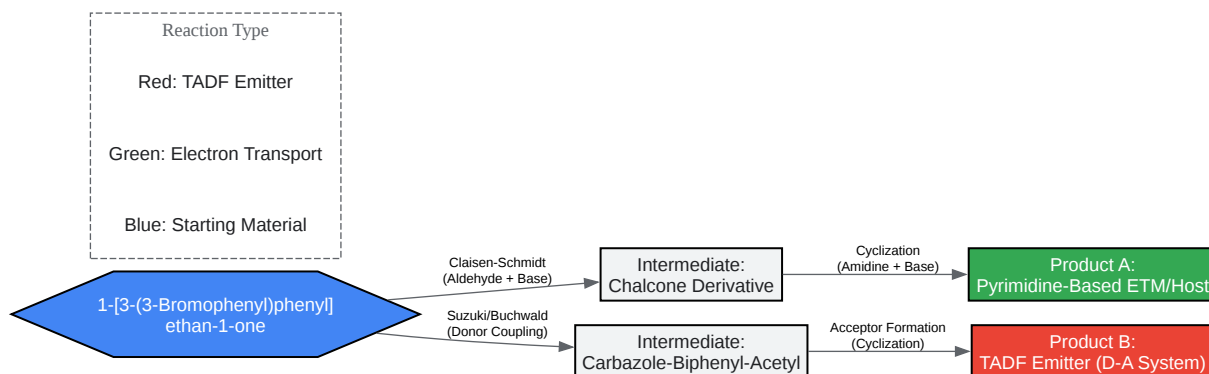 Reaction Type
Red: TADF Emitter
Green: Electron Transport
Blue: Starting Material
1-[3-(3-Bromophenyl)phenyl]
ethan-1-one
Claisen-Schmidt
(Aldehyde + Base)
Suzuki/Buchwald
(Donor Coupling)
Intermediate:
Chalcone Derivative
Intermediate:
Carbazole-Biphenyl-Acetyl
Cyclization
(Amidine + Base)
Acceptor Formation
(Cyclization)
Product A:
Pyrimidine-Based ETM/Host
Product B:
TADF Emitter (D-A System)